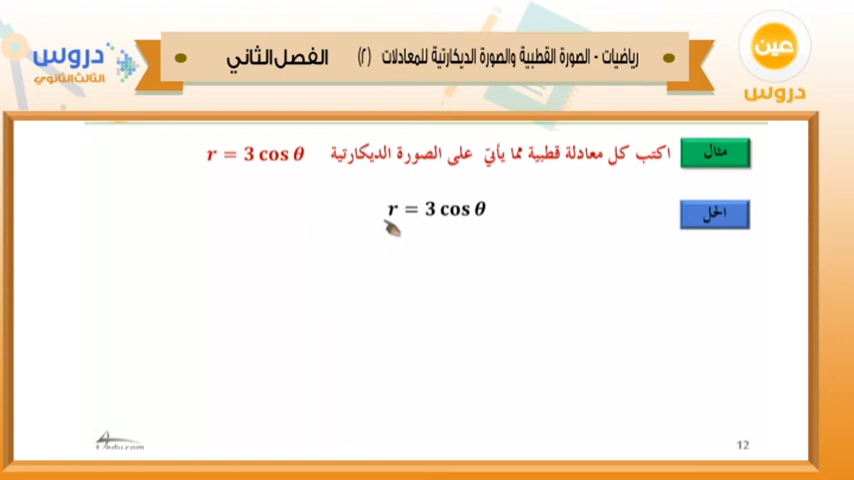 رياضيات - الصورة القطبية والصورة الديكارتية للمعادلات (٢) الفصل الثاني
عين
دروس
دروس
الثالث الثانوي
مثال
اكتب كل معادلة قطبية مما يأتي على الصورة الديكارتية r = 3 cos θ
الحل
r = 3 cos θ
12